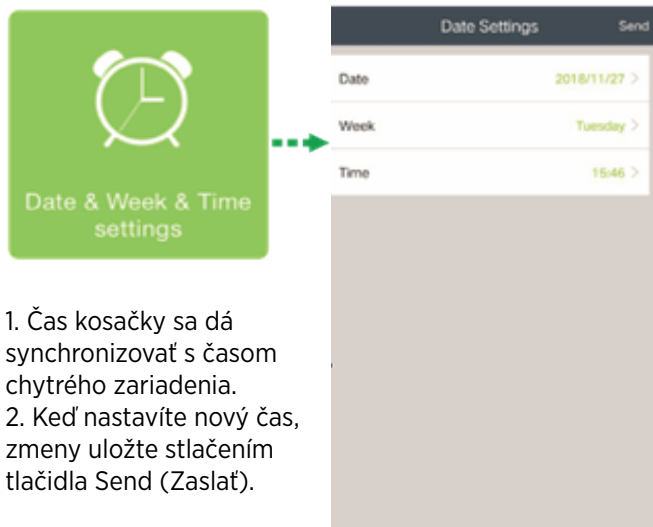 Date & Week & Time
settings
Date Settings Send
Date 2018/11/27 >
Week Tuesday >
Time 15:46 >
1. Čas kosačky sa dá
synchronizovať s časom
chytrého zariadenia.
2. Keď nastavíte nový čas,
zmeny uložte stlačením
tlačidla Send (Zaslať).